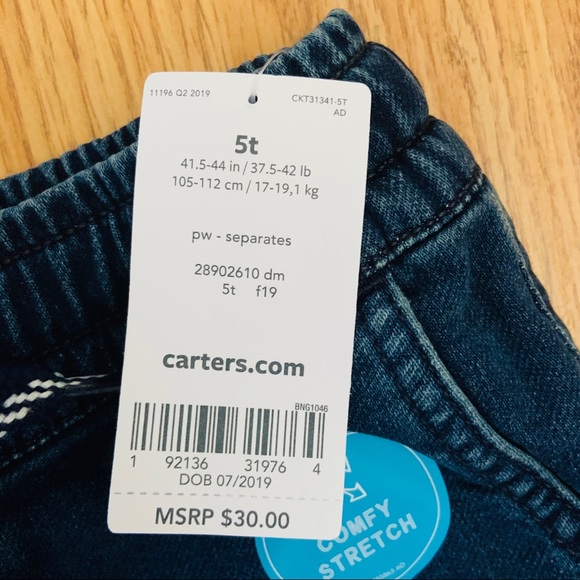 11196 Q2 2019
CKT31341-5T
AD
5t
41.5-44 in / 37.5-42 lb
105-112 cm / 17-19,1 kg
pw - separates
28902610 dm
5t f19
carters.com
BNG1046
1 92136 31976 4
DOB 07/2019
MSRP $30.00
COMFY
STRETCH